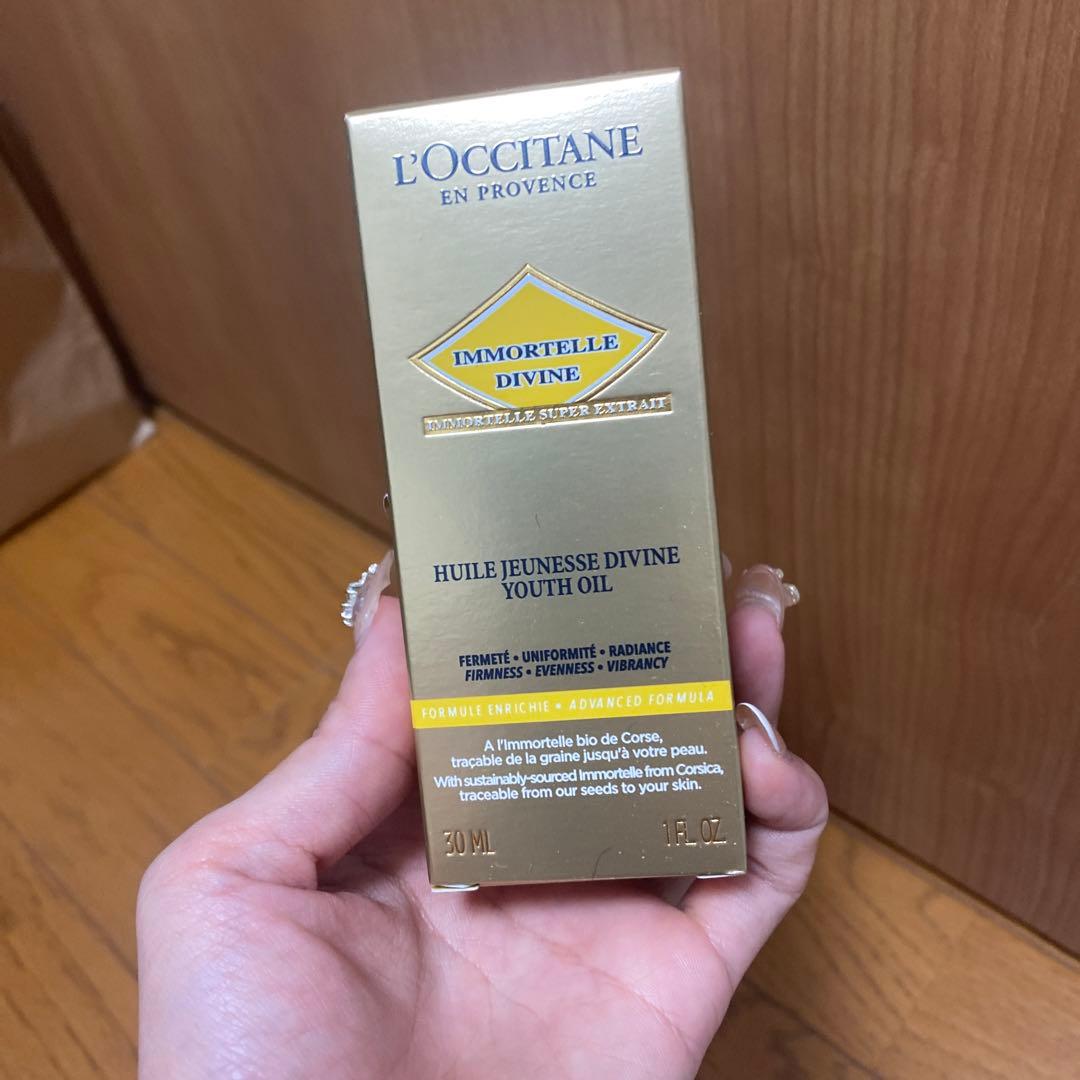 L'OCCITANE
EN PROVENCE
IMMORTELLE
DIVINE
IMMORTELLE SUPER EXTRAIT
HUILE JEUNESSE DIVINE
YOUTH OIL
FERMETÉ • UNIFORMITÉ • RADIANCE
FIRMNESS • EVENNESS • VIBRANCY
FORMULE ENRICHIE • ADVANCED FORMULA
A l'Immortelle bio de Corse,
traçable de la graine jusqu'à votre peau.
With sustainably-sourced Immortelle from Corsica,
traceable from our seeds to your skin.
30 ML 1 FL. OZ.